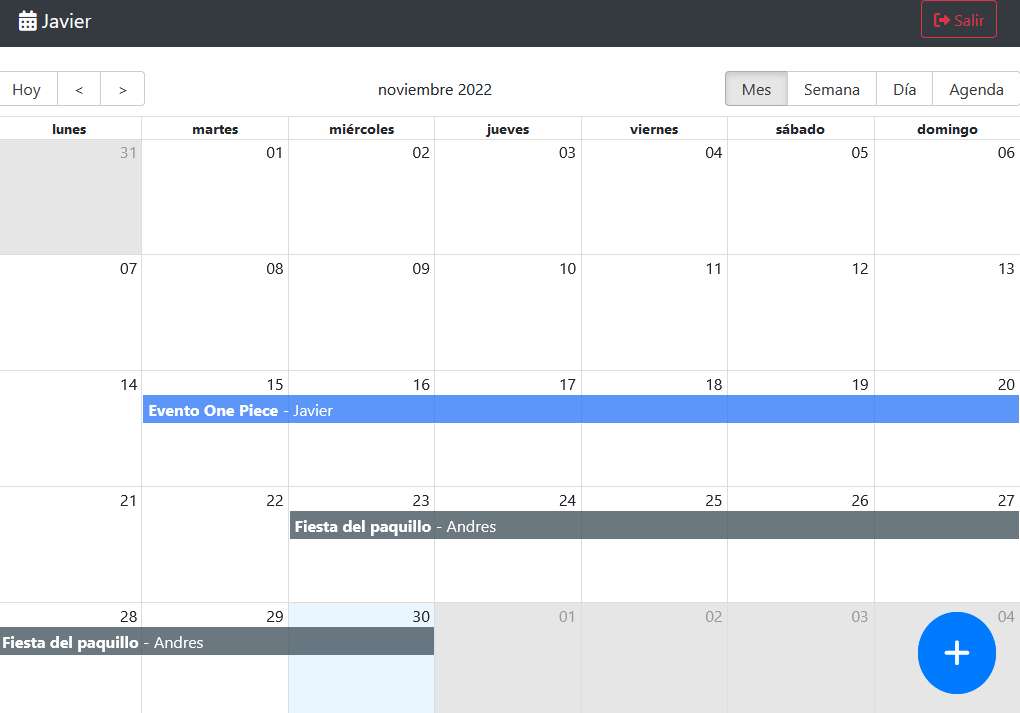 Javier Salir
Hoy < > noviembre 2022 Mes Semana Día Agenda
lunes martes miércoles jueves viernes sábado domingo
31 01 02 03 04 05 06
07 08 09 10 11 12 13
14 15 16 17 18 19 20
Evento One Piece - Javier
21 22 23 24 25 26 27
Fiesta del paquillo - Andres
28 29 30 01 02 03 04
Fiesta del paquillo - Andres
+